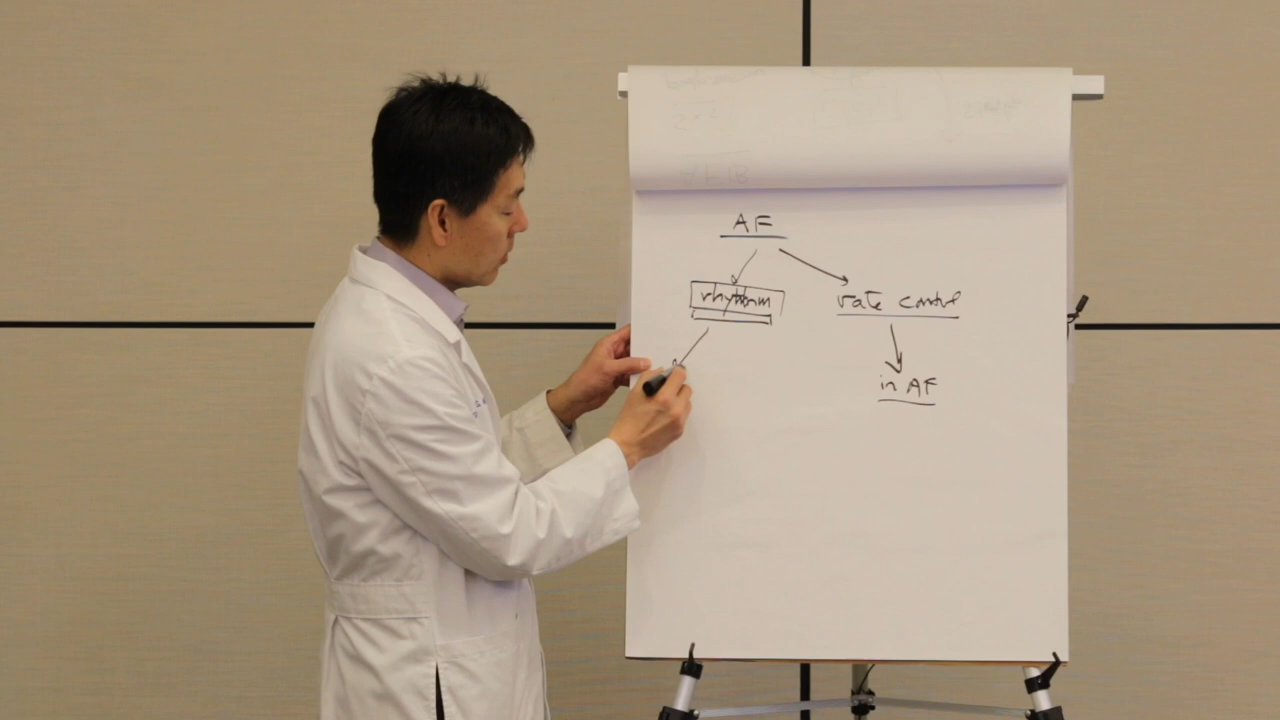 AF
rhythm
rate control
in AF